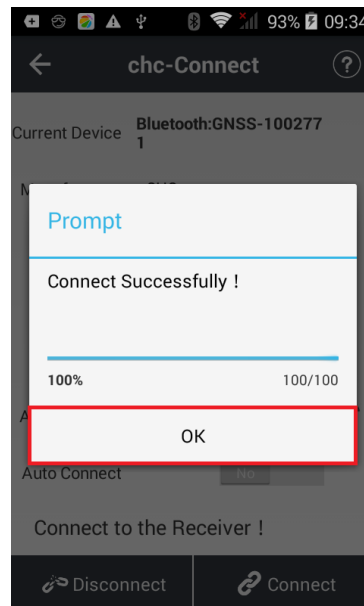 93% 09:34
chc-Connect ?
Current Device Bluetooth:GNSS-100277
1
Prompt
Connect Successfully !
100% 100/100
OK
Auto Connect No
Connect to the Receiver !
Disconnect Connect